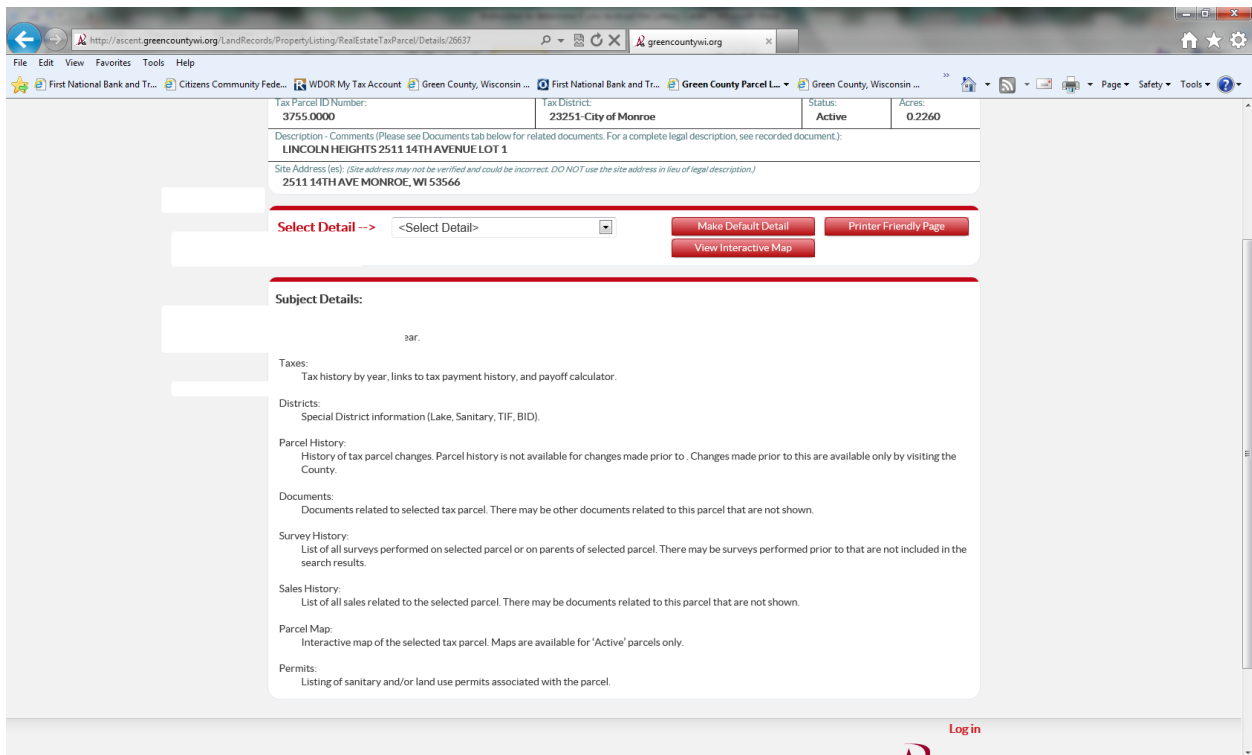 http://ascent.greencountywi.org/LandRecords/PropertyListing/RealEstateTaxParcel/Details/26637
greencountywi.org
File Edit View Favorites Tools Help
First National Bank and Tr... Citizens Community Fede... WDOR My Tax Account Green County, Wisconsin ... First National Bank and Tr... Green County Parcel L... Green County, Wisconsin ... Page Safety Tools
Tax Parcel ID Number: Tax District: Status: Acres:
3755.0000 23251-City of Monroe Active 0.2260
Description - Comments (Please see Documents tab below for related documents. For a complete legal description, see recorded document.):
LINCOLN HEIGHTS 2511 14TH AVENUE LOT 1
Site Address (es): (Site address may not be verified and could be incorrect. DO NOT use the site address in lieu of legal description.)
2511 14TH AVE MONROE, WI 53566
Select Detail --> <Select Detail> Make Default Detail Printer Friendly Page
View Interactive Map
Subject Details:
ear.
Taxes:
Tax history by year, links to tax payment history, and payoff calculator.
Districts:
Special District information (Lake, Sanitary, TIF, BID).
Parcel History:
History of tax parcel changes. Parcel history is not available for changes made prior to . Changes made prior to this are available only by visiting the
County.
Documents:
Documents related to selected tax parcel. There may be other documents related to this parcel that are not shown.
Survey History:
List of all surveys performed on selected parcel or on parents of selected parcel. There may be surveys performed prior to that are not included in the
search results.
Sales History:
List of all sales related to the selected parcel. There may be documents related to this parcel that are not shown.
Parcel Map:
Interactive map of the selected tax parcel. Maps are available for 'Active' parcels only.
Permits:
Listing of sanitary and/or land use permits associated with the parcel.
Log in